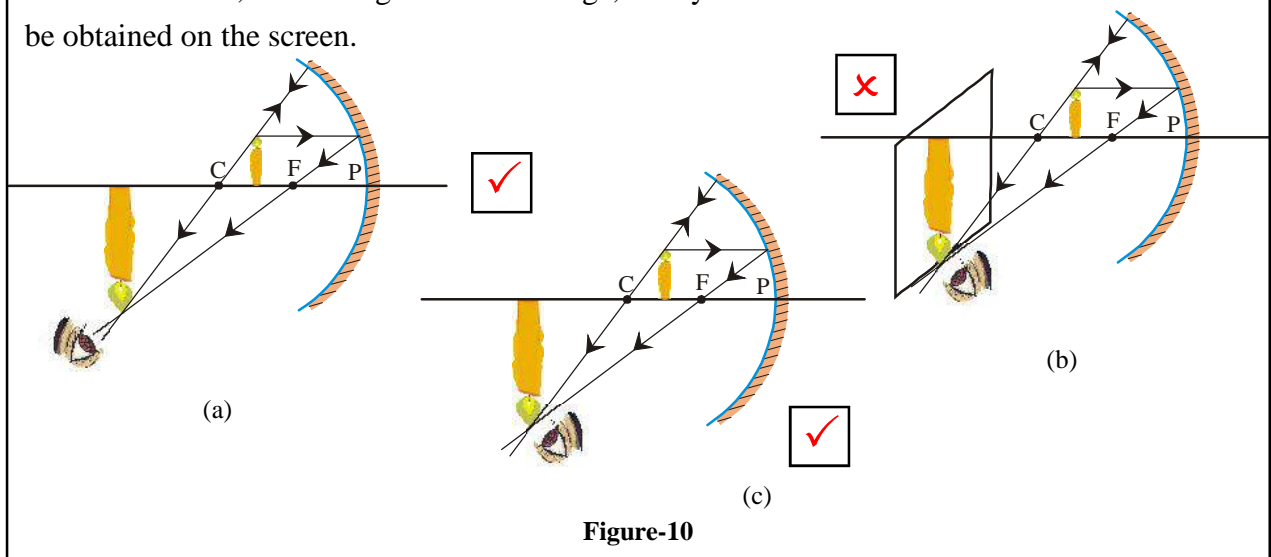 be obtained on the screen.
C F P
(a)
C F P
(c)
C F P
(b)
Figure-10